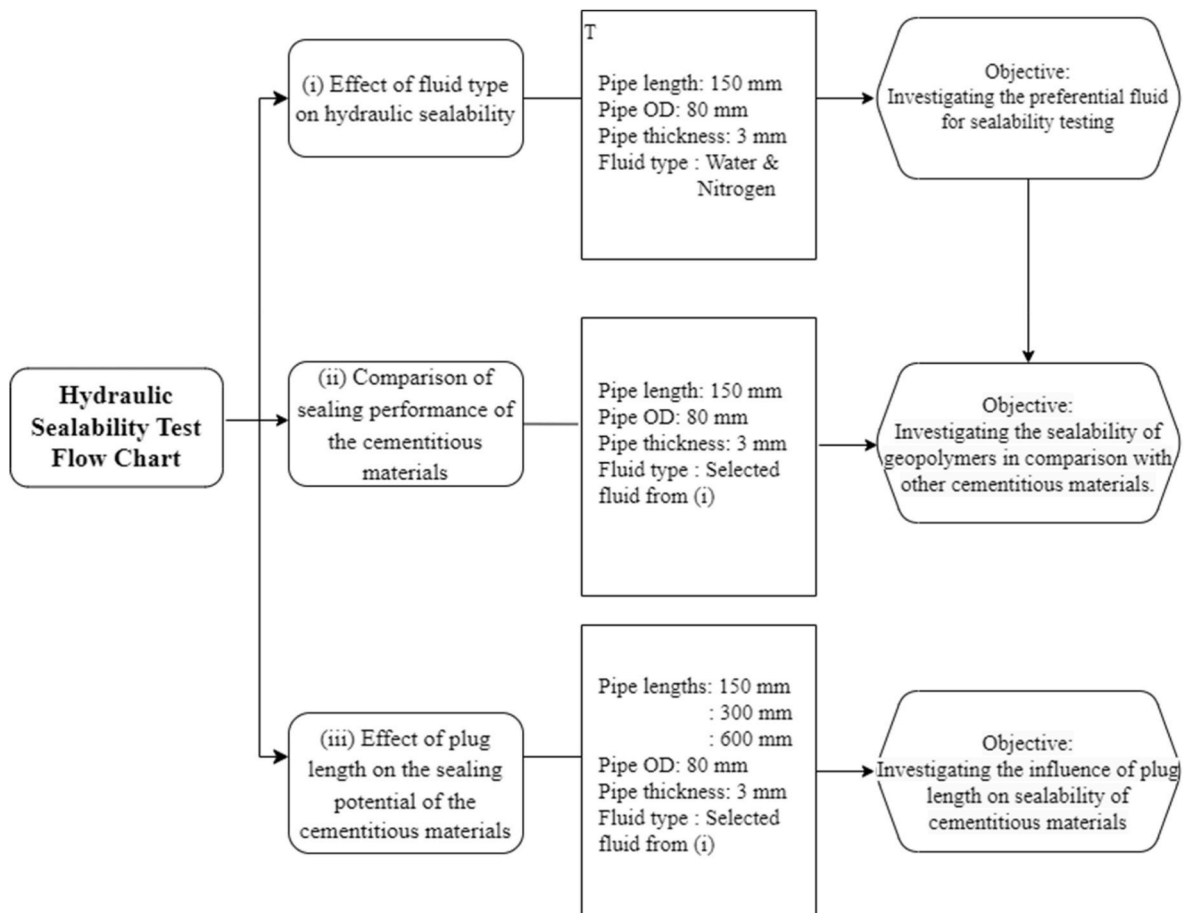 Hydraulic
Sealability Test
Flow Chart
(i) Effect of fluid type
on hydraulic sealability
T
Pipe length: 150 mm
Pipe OD: 80 mm
Pipe thickness: 3 mm
Fluid type : Water &
Nitrogen
Objective:
Investigating the preferential fluid
for sealability testing
(ii) Comparison of
sealing performance of
the cementitious
materials
Pipe length: 150 mm
Pipe OD: 80 mm
Pipe thickness: 3 mm
Fluid type : Selected
fluid from (i)
Objective:
Investigating the sealability of
geopolymers in comparison with
other cementitious materials.
(iii) Effect of plug
length on the sealing
potential of the
cementitious materials
Pipe lengths: 150 mm
: 300 mm
: 600 mm
Pipe OD: 80 mm
Pipe thickness: 3 mm
Fluid type : Selected
fluid from (i)
Objective:
Investigating the influence of plug
length on sealability of
cementitious materials